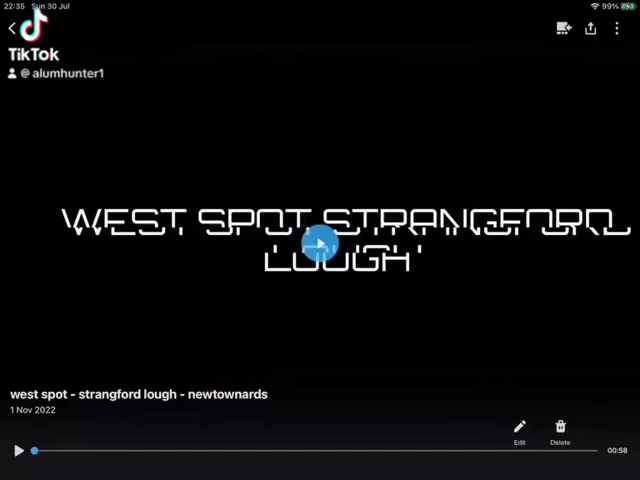 22:35 Sun 30 Jul 99%
TikTok
@ alumhunter1
WEST SPOT STRANGFORD
LOUGH
west spot - strangford lough - newtownards
1 Nov 2022
Edit Delete
00:58